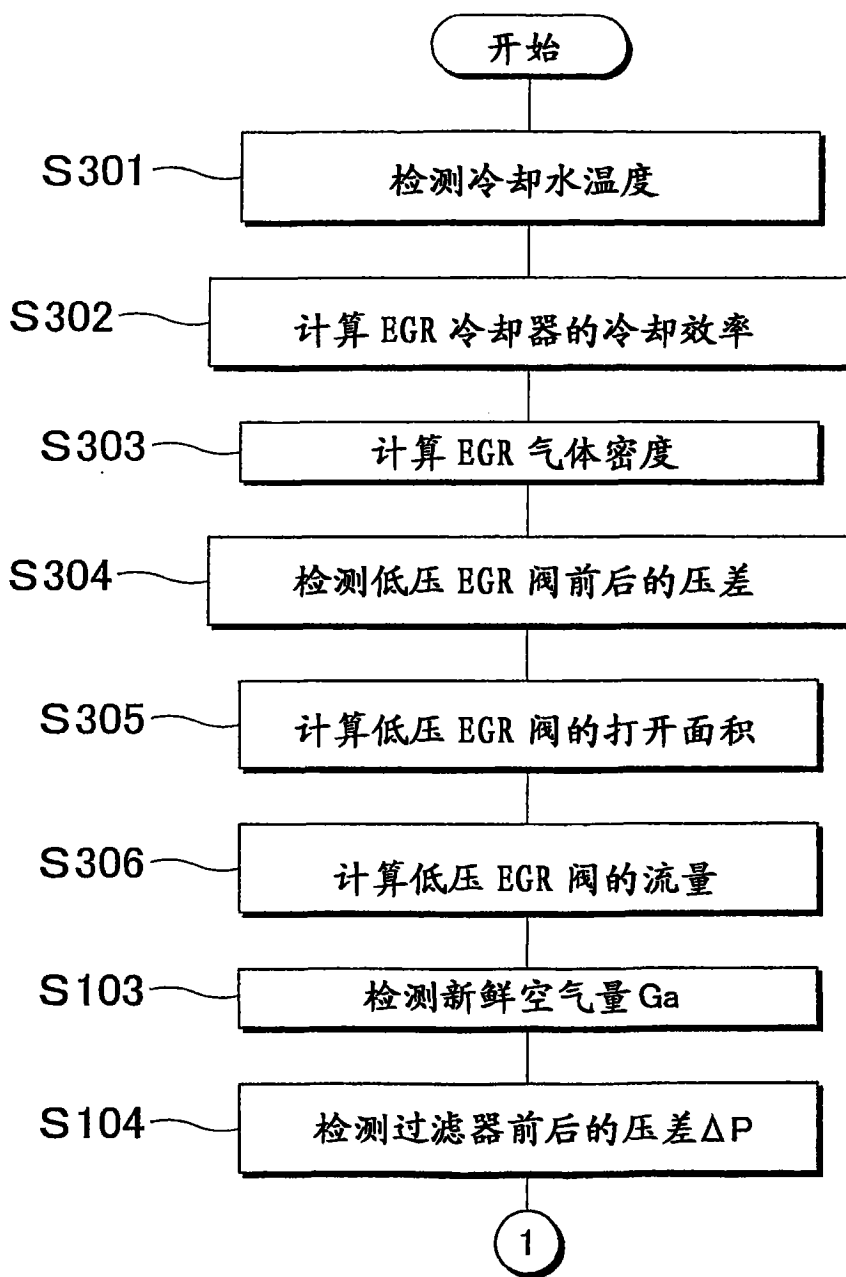 开始
S301
检测冷却水温度
S302
计算 EGR 冷却器的冷却效率
S303
计算 EGR 气体密度
S304
检测低压 EGR 阀前后的压差
S305
计算低压 EGR 阀的打开面积
S306
计算低压 EGR 阀的流量
S103
检测新鲜空气量Ga
S104
检测过滤器前后的压差ΔP
1